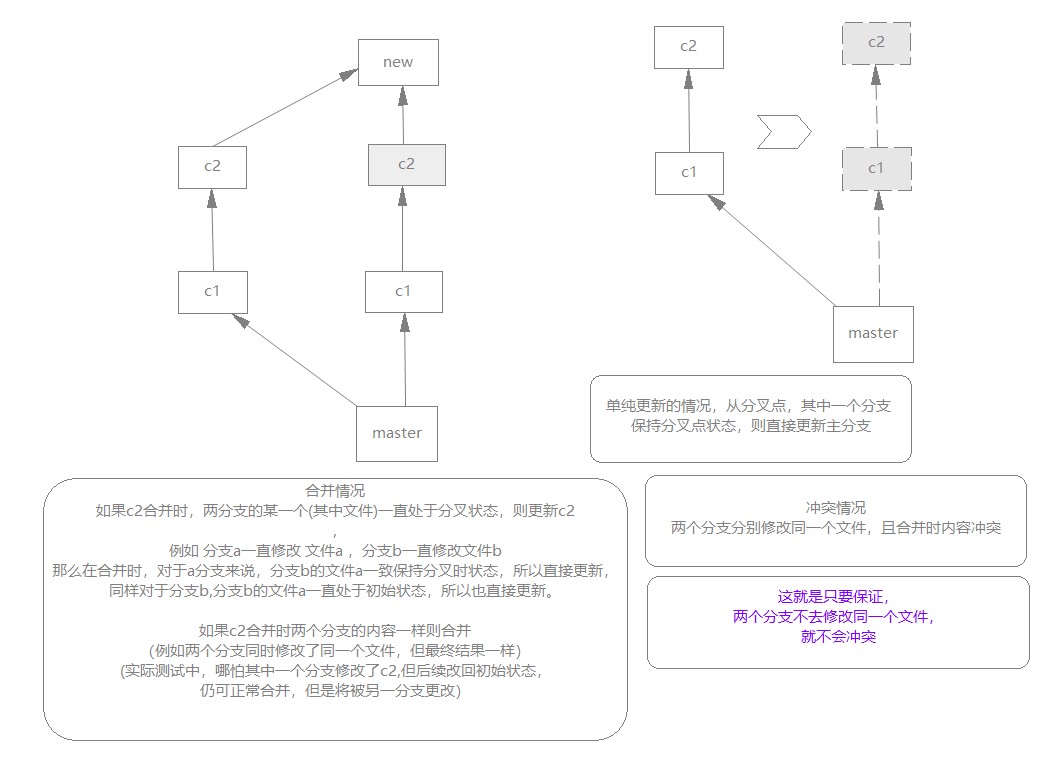 new
c2
c2
c1
c1
master
c2
c1
c2
c1
master
单纯更新的情况，从分叉点，其中一个分支
保持分叉点状态，则直接更新主分支
合并情况
如果c2合并时，两分支的某一个(其中文件)一直处于分叉状态，则更新c2
，
例如 分支a一直修改 文件a ，分支b一直修改文件b
那么在合并时，对于a分支来说，分支b的文件a一致保持分叉时状态，所以直接更新，
同样对于分支b,分支b的文件a一直处于初始状态，所以也直接更新。
如果c2合并时两个分支的内容一样则合并
（例如两个分支同时修改了同一个文件，但最终结果一样）
(实际测试中，哪怕其中一个分支修改了c2,但后续改回初始状态，
仍可正常合并，但是将被另一分支更改）
冲突情况
两个分支分别修改同一个文件，且合并时内容冲突
这就是只要保证，
两个分支不去修改同一个文件，
就不会冲突